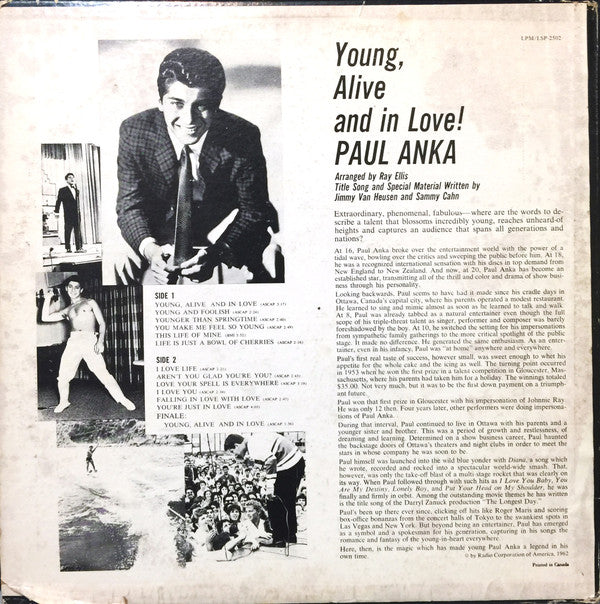 LPM/LSP-2502
Young,
Alive
and in Love!
PAUL ANKA
Arranged by Ray Ellis
Title Song and Special Material Written by
Jimmy Van Heusen and Sammy Cahn
Extraordinary, phenomenal, fabulous—where are the words to de-
scribe a talent that blossoms incredibly young, reaches unheard-of
heights and captures an audience that spans all generations and
nations?
At 16, Paul Anka broke over the entertainment world with the power of a
tidal wave, bowling over the critics and sweeping the public before him. At 18,
he was a recognized international sensation with his discs in top demand from
New England to New Zealand. And now, at 20, Paul Anka has become an
established star, transmitting all of the thrill and color and drama of show busi-
ness through his personality.
Looking backwards, Paul seems to have had it made since his cradle days in
Ottawa, Canada's capital city, where his parents operated a modest restaurant.
He learned to sing and mimic almost as soon as he learned to talk and walk.
At 8, Paul was already tabbed as a natural entertainer even though the full
scope of his triple-threat talent as singer, performer and composer was barely
foreshadowed by the boy. At 10, he switched the setting for his impersonations
from sympathetic family gatherings to the more critical spotlight of the public
stage. It made no difference. He generated the same enthusiasm. As an enter-
tainer, even in his infancy, Paul was "at home" anywhere and everywhere.
Paul's first real taste of success, however small, was sweet enough to whet his
appetite for the whole cake and the icing as well. The turning point occurred
in 1953 when he won the first prize in a talent competition in Gloucester, Mas-
sachusetts, where his parents had taken him for a holiday. The winnings totaled
$35.00. Not very much, but it was to be the first down payment on a triumph-
ant future.
Paul won that first prize in Gloucester with his impersonation of Johnnie Ray.
He was only 12 then. Four years later, other performers were doing imperso-
nations of Paul Anka.
During that interval, Paul continued to live in Ottawa with his parents and a
younger sister and brother. This was a period of growth and restlessness, of
dreaming and learning. Determined on a show business career, Paul haunted
the backstage doors of Ottawa's theaters and night clubs in order to meet the
stars in whose company he was soon to be.
Paul himself was launched into the wild blue yonder with Diana, a song which
he wrote, recorded and rocked into a spectacular world-wide smash. That,
however, was only the take-off blast of a multi stage rocket that was clearly on
its way. When Paul followed through with such hits as I Love You Baby, You
Are My Destiny, Lonely Boy, and Put Your Head on My Shoulder, he was
finally and firmly in orbit. Among the outstanding movie themes he has written
is the title song of the Darryl Zanuck production "The Longest Day."
Paul's been up there ever since, clicking off hits like Roger Maris and scoring
box-office bonanzas from the concert halls of Tokyo to the swankiest spots in
Las Vegas and New York. But beyond being an entertainer, Paul has emerged
as a symbol and a spokesman for his generation, capturing in his songs the
romance and fantasy of the young-in-heart everywhere.
Here, then, is the magic which has made young Paul Anka a legend in his
own time.
© by Radio Corporation of America, 1962
Printed in Canada
SIDE 1
YOUNG, ALIVE AND IN LOVE
YOUNG AND FOOLISH
YOUNGER THAN SPRINGTIME
YOU MAKE ME FEEL SO YOUNG
THIS LIFE OF MINE
LIFE IS JUST A BOWL OF CHERRIES
SIDE 2
I LOVE LIFE
AREN'T YOU GLAD YOU'RE YOU?
LOVE YOUR SPELL IS EVERYWHERE
I LOVE YOU
FALLING IN LOVE WITH LOVE
YOU'RE JUST IN LOVE
FINALE:
YOUNG, ALIVE AND IN LOVE